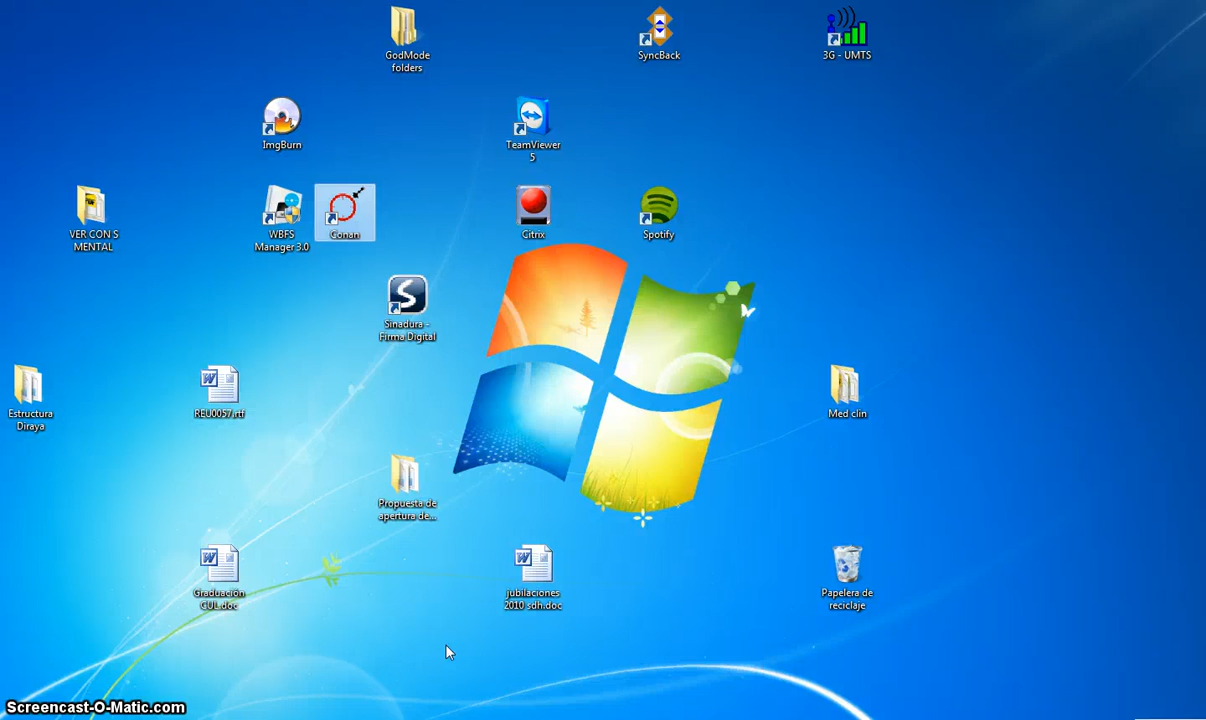 GodMode
folders
SyncBack
3G - UMTS
ImgBurn
TeamViewer
5
VER CON S
MENTAL
WBFS
Manager 3.0
Conan
Citrix
Spotify
Sinadura -
Firma Digital
Estructura
Diraya
REU0057.rtf
Med clin
Propuesta de
apertura de...
Graduación
CUL.doc
jubilaciones
2010 sdh.doc
Papelera de
reciclaje
Screencast-O-Matic.com